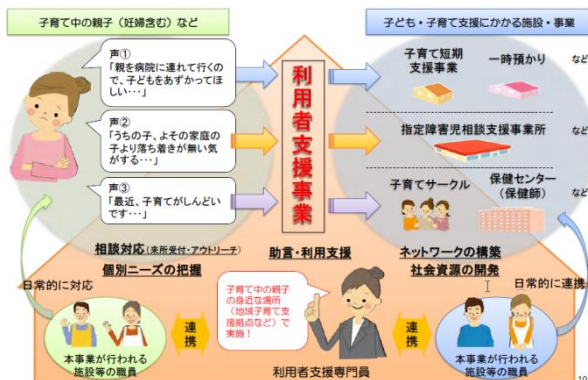 子育て中の親子（妊婦含む）など
子ども・子育て支援にかかる施設・事業
声①
「親を病院に連れて行くの
で、子どもをあずかってほ
しい・・・」
声②
「うちの子、よその家庭の
子より落ち着きが無い気
がする・・・」
声③
「最近、子育てがしんどい
です・・・」
利用者支援事業
子育て短期
支援事業
一時預かり
など
指定障害児相談支援事業所
など
子育てサークル
保健センター
（保健師）
など
相談対応（来所受付・アウトリーチ）
個別ニーズの把握
助言・利用支援
ネットワークの構築
社会資源の開発
日常的に対応
日常的に連携
子育て中の親子
の身近な場所
（地域子育て支
援拠点など）で
実施！
連携
連携
本事業が行われる
施設等の職員
利用者支援専門員
本事業が行われる
施設等の職員
10